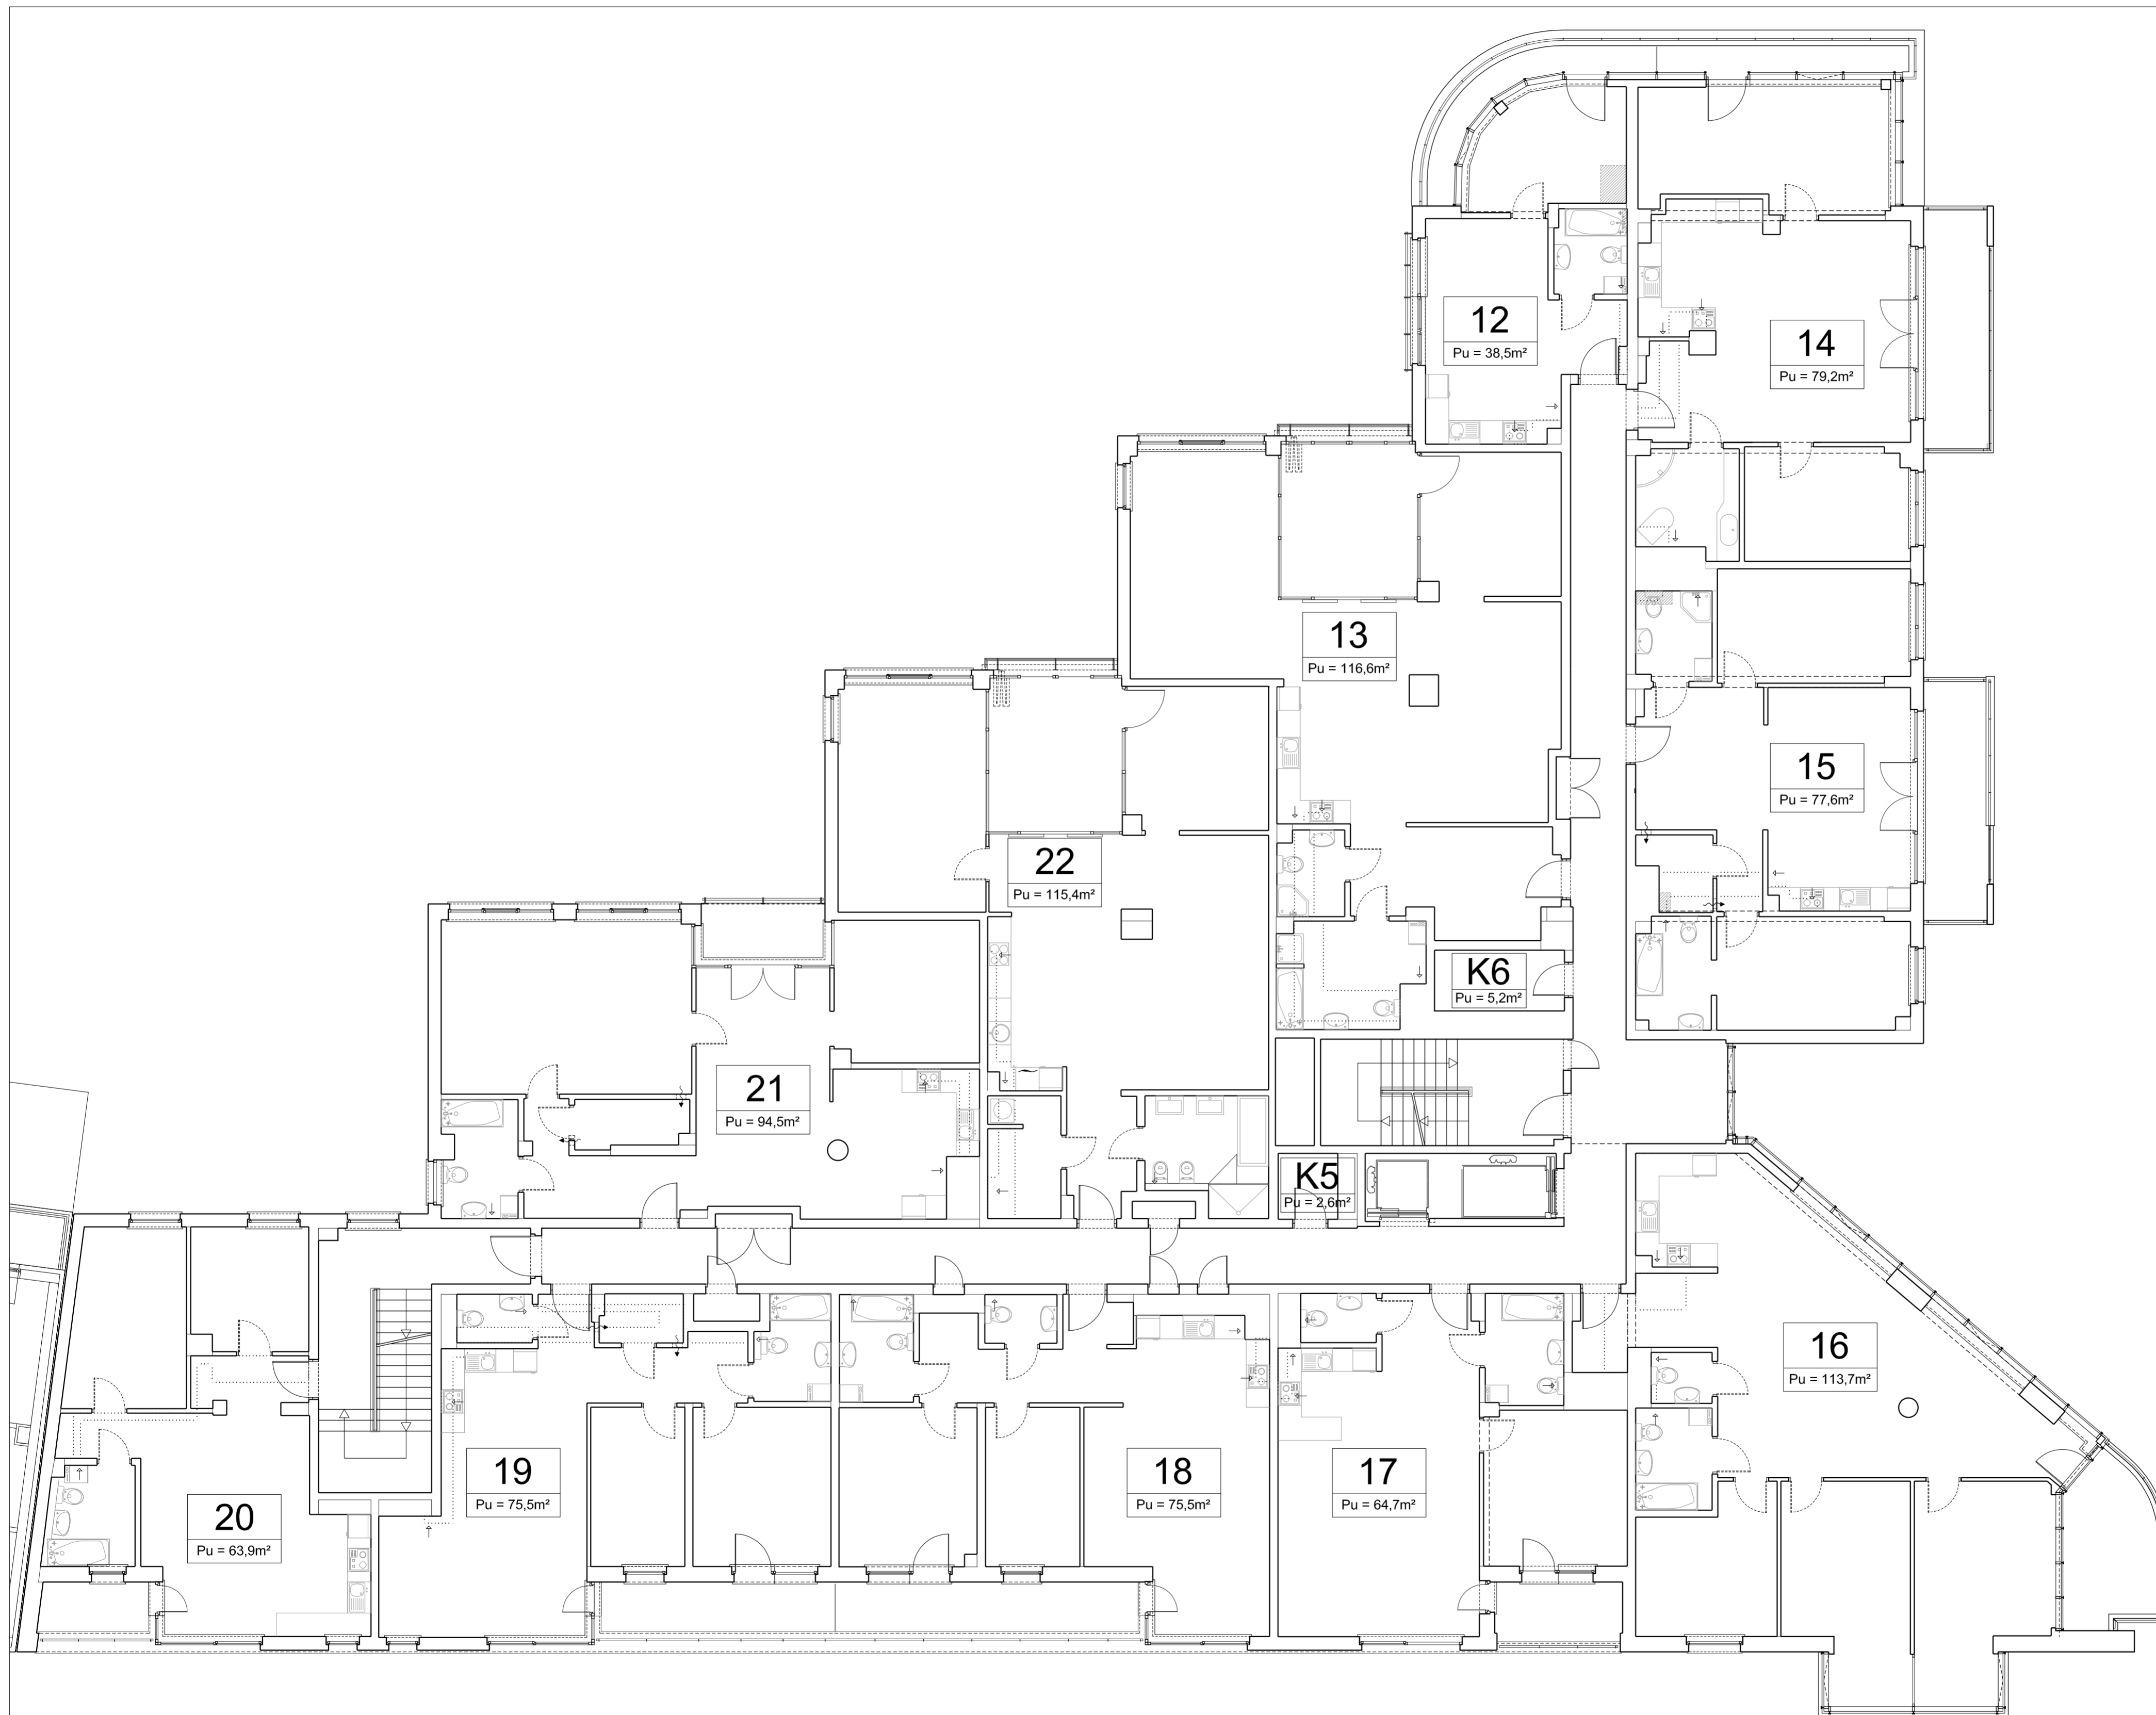 12
Pu = 38,5m²
14
Pu = 79,2m²
13
Pu = 116,6m²
15
Pu = 77,6m²
22
Pu = 115,4m²
K6
Pu = 5,2m²
21
Pu = 94,5m²
K5
Pu = 2,6m²
16
Pu = 113,7m²
19
Pu = 75,5m²
18
Pu = 75,5m²
17
Pu = 64,7m²
20
Pu = 63,9m²